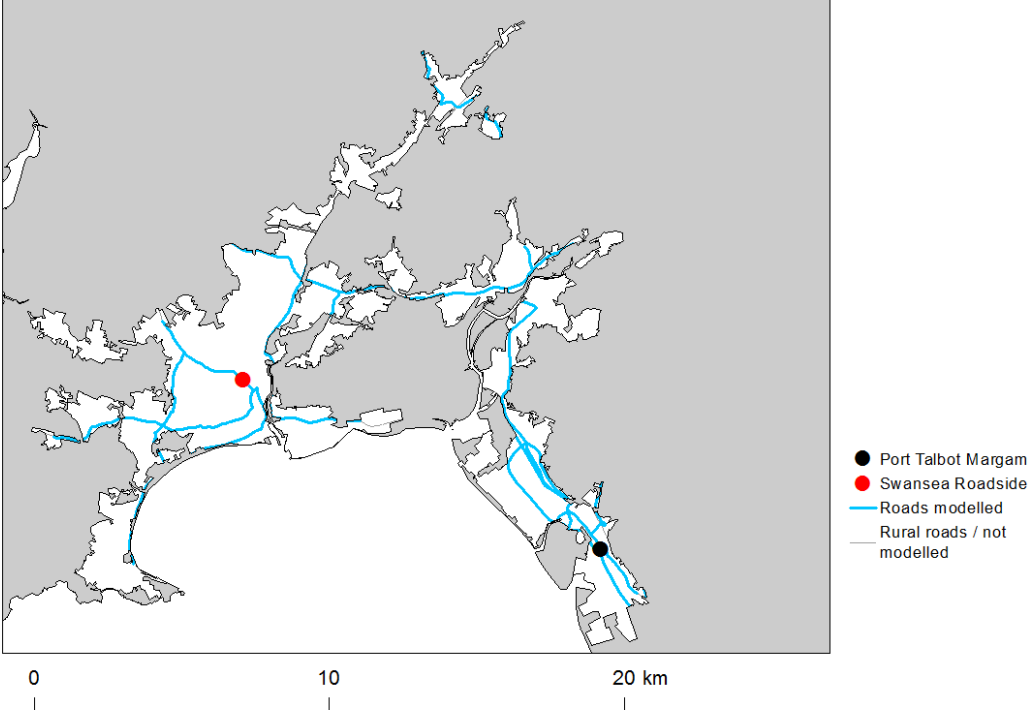 Port Talbot Margam
Swansea Roadside
Roads modelled
Rural roads / not
modelled
0 10 20 km